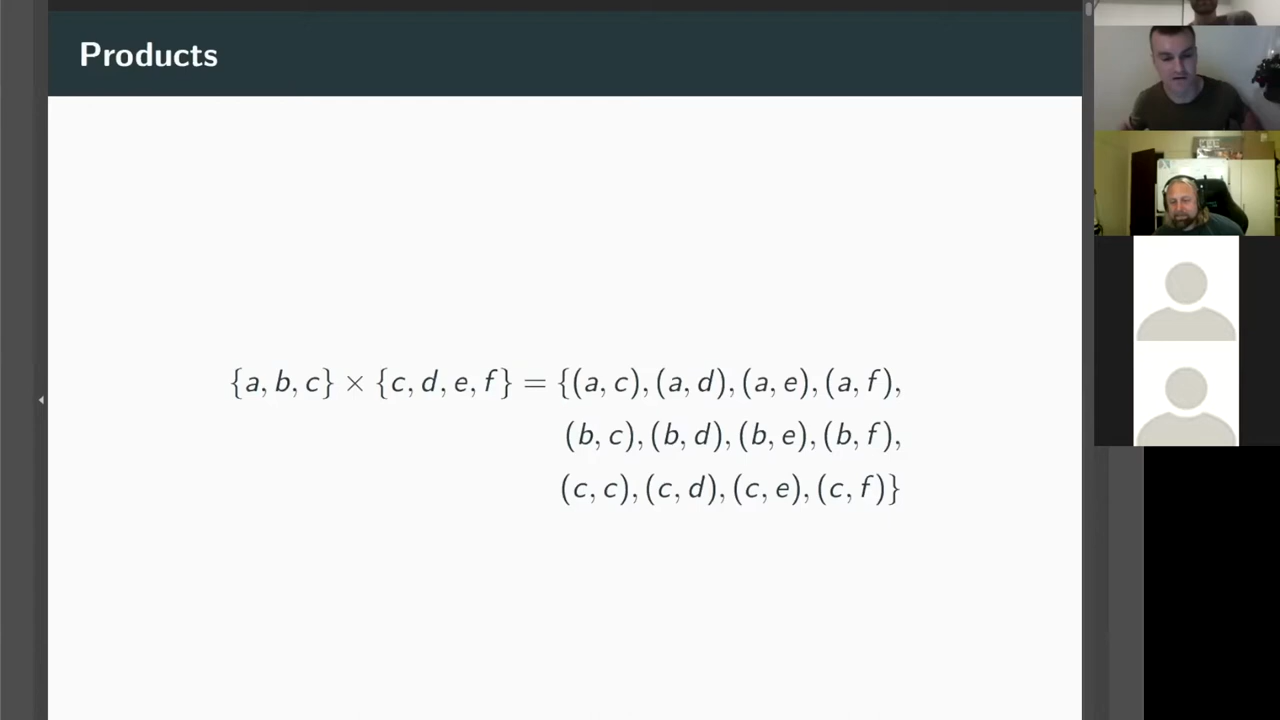 Products
{a, b, c} × {c, d, e, f} = {(a, c), (a, d), (a, e), (a, f),
(b, c), (b, d), (b, e), (b, f),
(c, c), (c, d), (c, e), (c, f)}